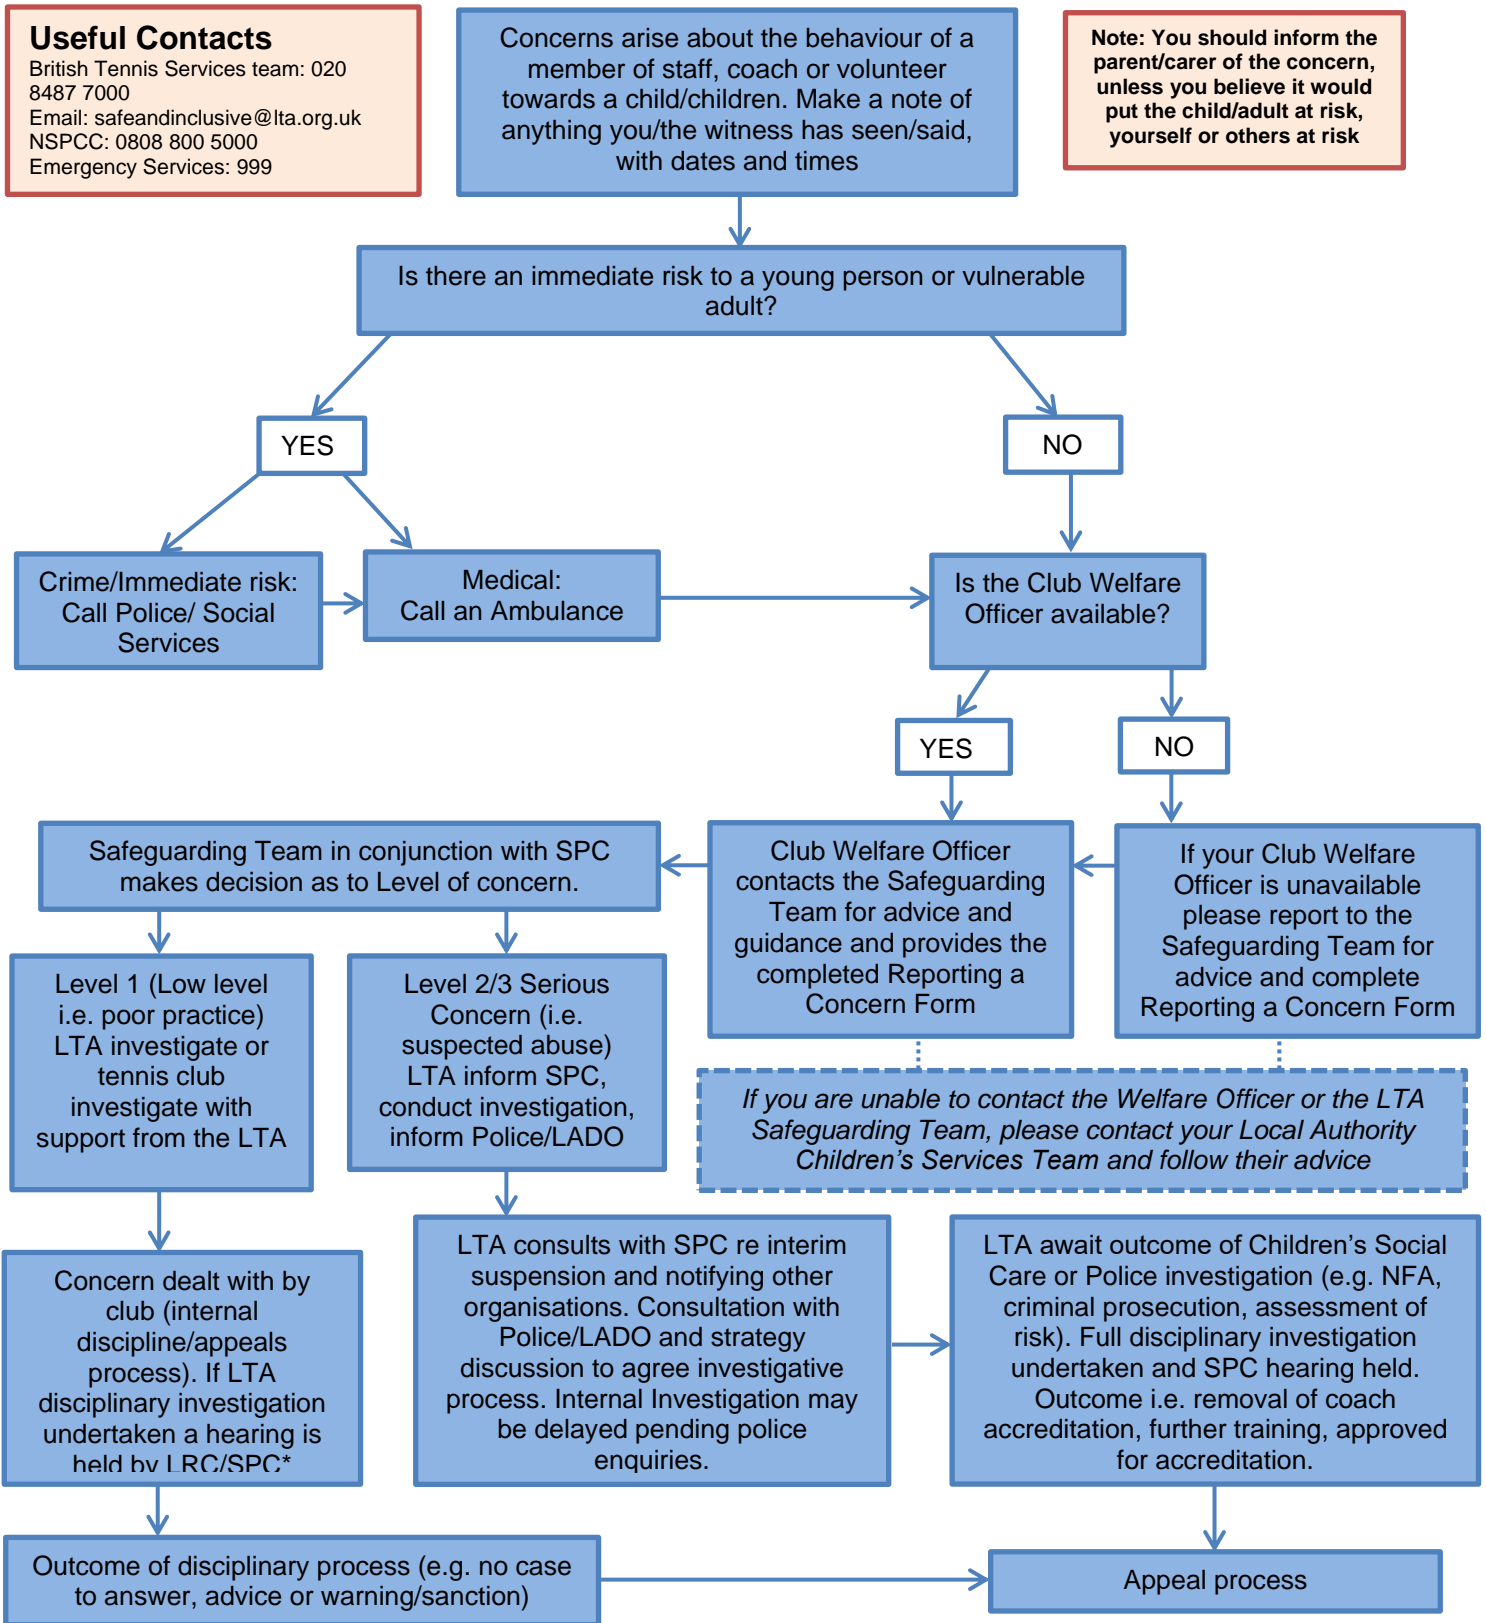 Useful Contacts
British Tennis Services team: 020
8487 7000
Email: safeandinclusive@lta.org.uk
NSPCC: 0808 800 5000
Emergency Services: 999
Concerns arise about the behaviour of a
member of staff, coach or volunteer
towards a child/children. Make a note of
anything you/the witness has seen/said,
with dates and times
Note: You should inform the
parent/carer of the concern,
unless you believe it would
put the child/adult at risk,
yourself or others at risk
Is there an immediate risk to a young person or vulnerable
adult?
YES
NO
Crime/Immediate risk:
Call Police/ Social
Services
Medical:
Call an Ambulance
Is the Club Welfare
Officer available?
YES
NO
Safeguarding Team in conjunction with SPC
makes decision as to Level of concern.
Club Welfare Officer
contacts the Safeguarding
Team for advice and
guidance and provides the
completed Reporting a
Concern Form
If your Club Welfare
Officer is unavailable
please report to the
Safeguarding Team for
advice and complete
Reporting a Concern Form
Level 1 (Low level
i.e. poor practice)
LTA investigate or
tennis club
investigate with
support from the LTA
Level 2/3 Serious
Concern (i.e.
suspected abuse)
LTA inform SPC,
conduct investigation,
inform Police/LADO
If you are unable to contact the Welfare Officer or the LTA
Safeguarding Team, please contact your Local Authority
Children's Services Team and follow their advice
Concern dealt with by
club (internal
discipline/appeals
process). If LTA
disciplinary investigation
undertaken a hearing is
held by LRC/SPC*
LTA consults with SPC re interim
suspension and notifying other
organisations. Consultation with
Police/LADO and strategy
discussion to agree investigative
process. Internal Investigation may
be delayed pending police
enquiries.
LTA await outcome of Children's Social
Care or Police investigation (e.g. NFA,
criminal prosecution, assessment of
risk). Full disciplinary investigation
undertaken and SPC hearing held.
Outcome i.e. removal of coach
accreditation, further training, approved
for accreditation.
Outcome of disciplinary process (e.g. no case
to answer, advice or warning/sanction)
Appeal process